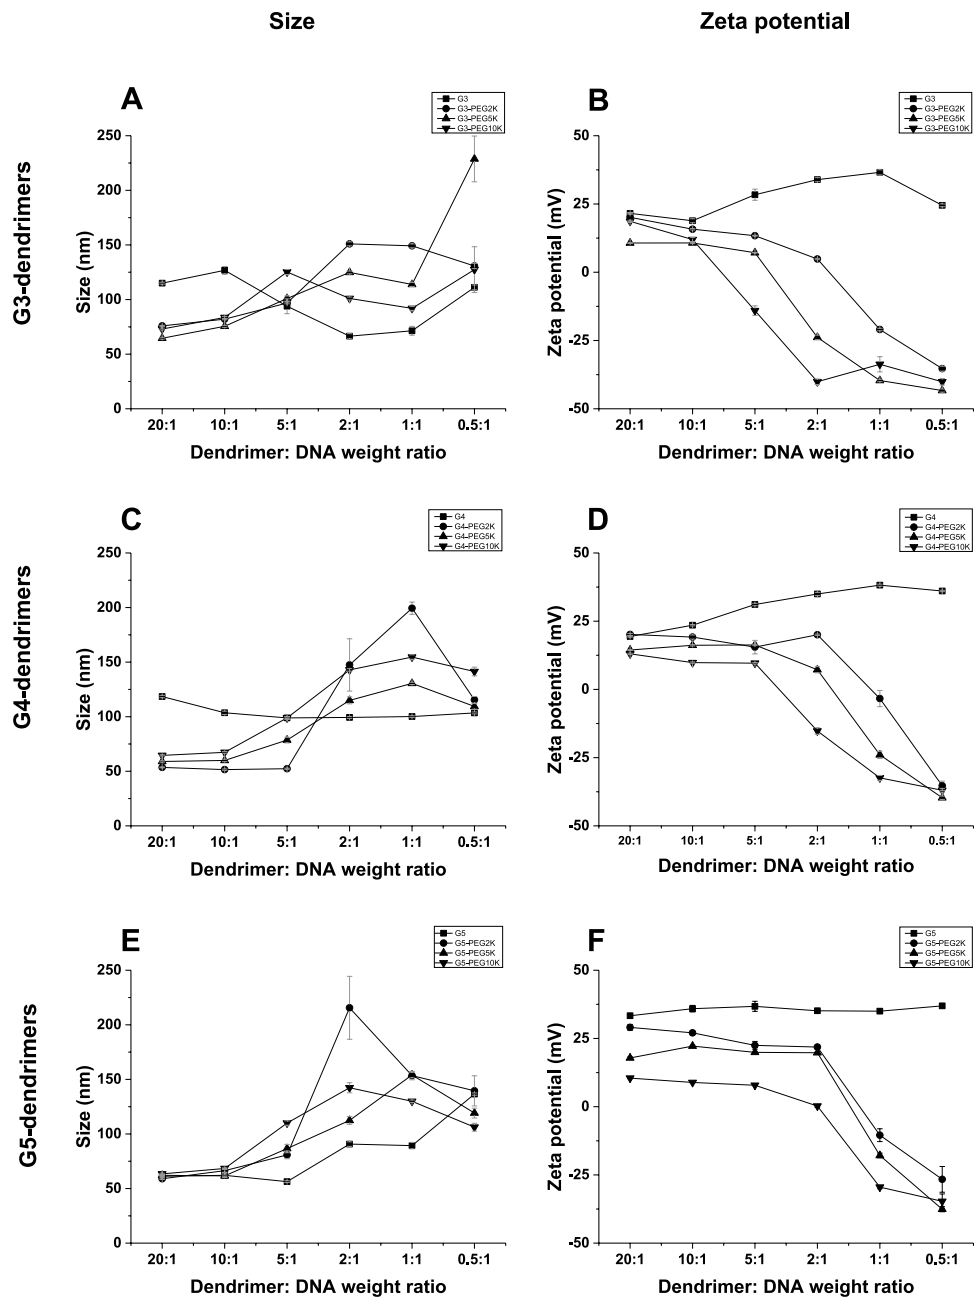 Size
Zeta potential
G3-dendrimers
A
G3
G3-PEG2K
G3-PEG5K
G3-PEG10K
250
200
150
100
50
0
Size (nm)
20:1 10:1 5:1 2:1 1:1 0.5:1
Dendrimer: DNA weight ratio
B
G3
G3-PEG2K
G3-PEG5K
G3-PEG10K
50
25
0
-25
-50
Zeta potential (mV)
20:1 10:1 5:1 2:1 1:1 0.5:1
Dendrimer: DNA weight ratio
G4-dendrimers
C
G4
G4-PEG2K
G4-PEG5K
G4-PEG10K
250
200
150
100
50
0
Size (nm)
20:1 10:1 5:1 2:1 1:1 0.5:1
Dendrimer: DNA weight ratio
D
G4
G4-PEG2K
G4-PEG5K
G4-PEG10K
50
25
0
-25
-50
Zeta potential (mV)
20:1 10:1 5:1 2:1 1:1 0.5:1
Dendrimer: DNA weight ratio
G5-dendrimers
E
G5
G5-PEG2K
G5-PEG5K
G5-PEG10K
250
200
150
100
50
0
Size (nm)
20:1 10:1 5:1 2:1 1:1 0.5:1
Dendrimer: DNA weight ratio
F
G5
G5-PEG2K
G5-PEG5K
G5-PEG10K
50
25
0
-25
-50
Zeta potential (mV)
20:1 10:1 5:1 2:1 1:1 0.5:1
Dendrimer: DNA weight ratio